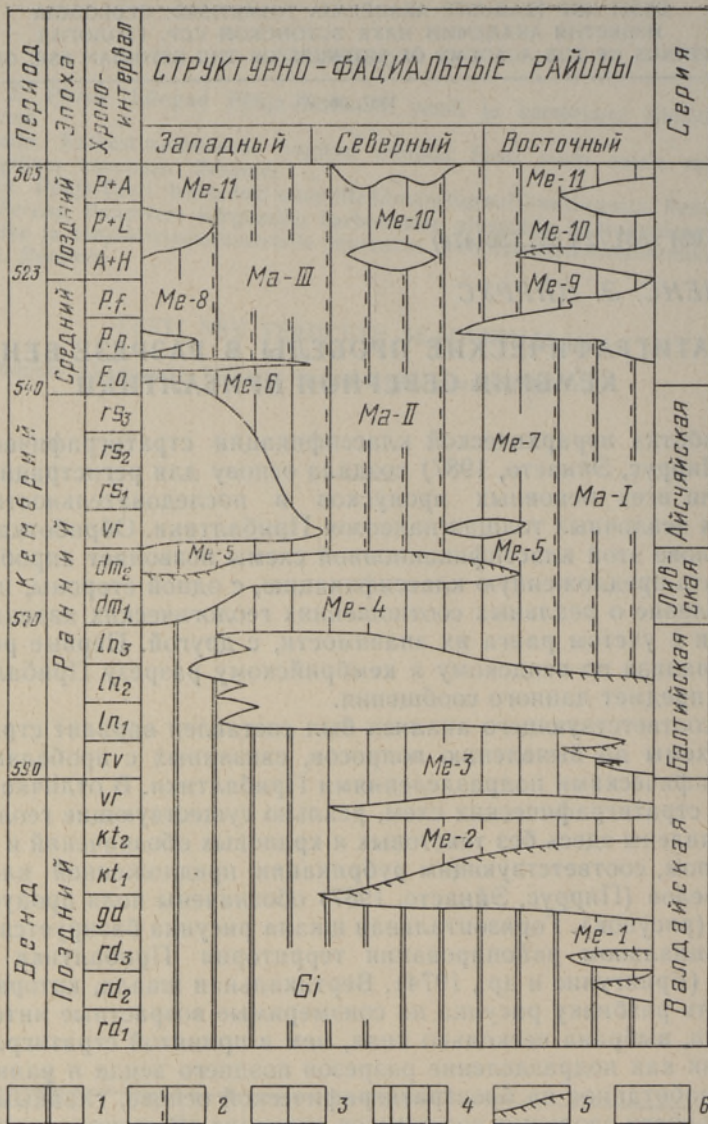 СТРУКТУРНО-ФАЦИАЛЬНЫЕ РАЙОНЫ
Период
Эпоха
Хроно-интервал
Серия
Западный
Северный
Восточный
505
523
540
570
590
Кембрий
Венд
Поздний
Средний
Ранний
Поздний
P+A
P+L
A+H
P.f.
P.p.
E.o.
rs3
rs2
rs1
vr
dm2
dm1
ln3
ln2
ln1
rv
vr
kt2
kt1
gd
rd3
rd2
rd1
Me-11
Me-11
Me-10
Me-10
Ma-III
Me-8
Me-9
Me-6
Ma-II
Me-7
Ma-I
Me-5
Me-5
Me-4
Me-3
Me-2
Me-1
Gi
Айсчяйская
Лив-ская
Балтийская
Валдайская
1
2
3
4
5
6